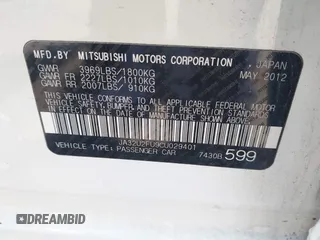 MFD.BY MITSUBISHI MOTORS CORPORATION, JAPAN
GVWR 3969LBS/1800KG MAY 2012
GAWR FR 2227LBS/1010KG
GAWR RR 2007LBS/ 910KG
THIS VEHICLE CONFORMS TO ALL APPLICABLE FEDERAL
MOTOR VEHICLE SAFETY, BUMPER, AND THEFT PREVENTION
STANDARDS IN EFFECT ON THE DATE OF
MANUFACTURE SHOWN ABOVE.
JA32U2FU9CU029401
VEHICLE TYPE: PASSENGER CAR 7430B 599
© DREAMBID